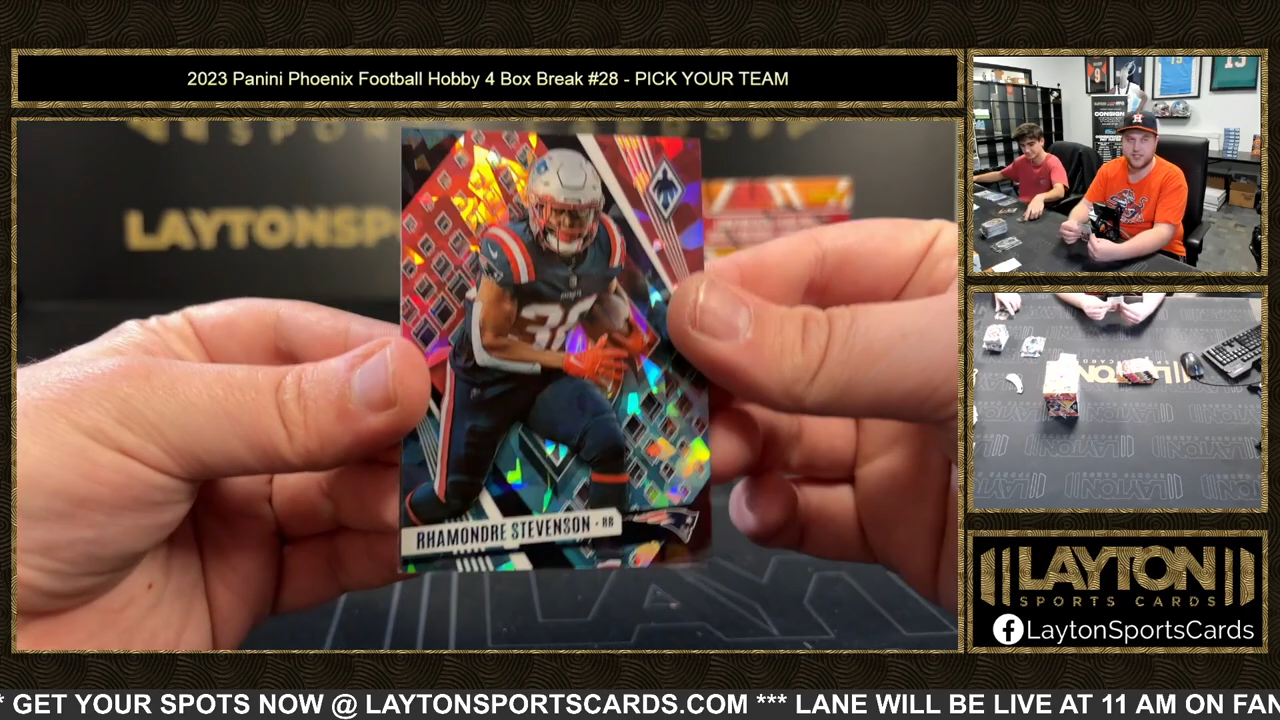 2023 Panini Phoenix Football Hobby 4 Box Break #28 - PICK YOUR TEAM
LAYTONSP
RHAMONDRE STEVENSON • RB
LAYTON
SPORTS CARDS
LaytonSportsCards
* GET YOUR SPOTS NOW @ LAYTONSPORTSCARDS.COM *** LANE WILL BE LIVE AT 11 AM ON FAN